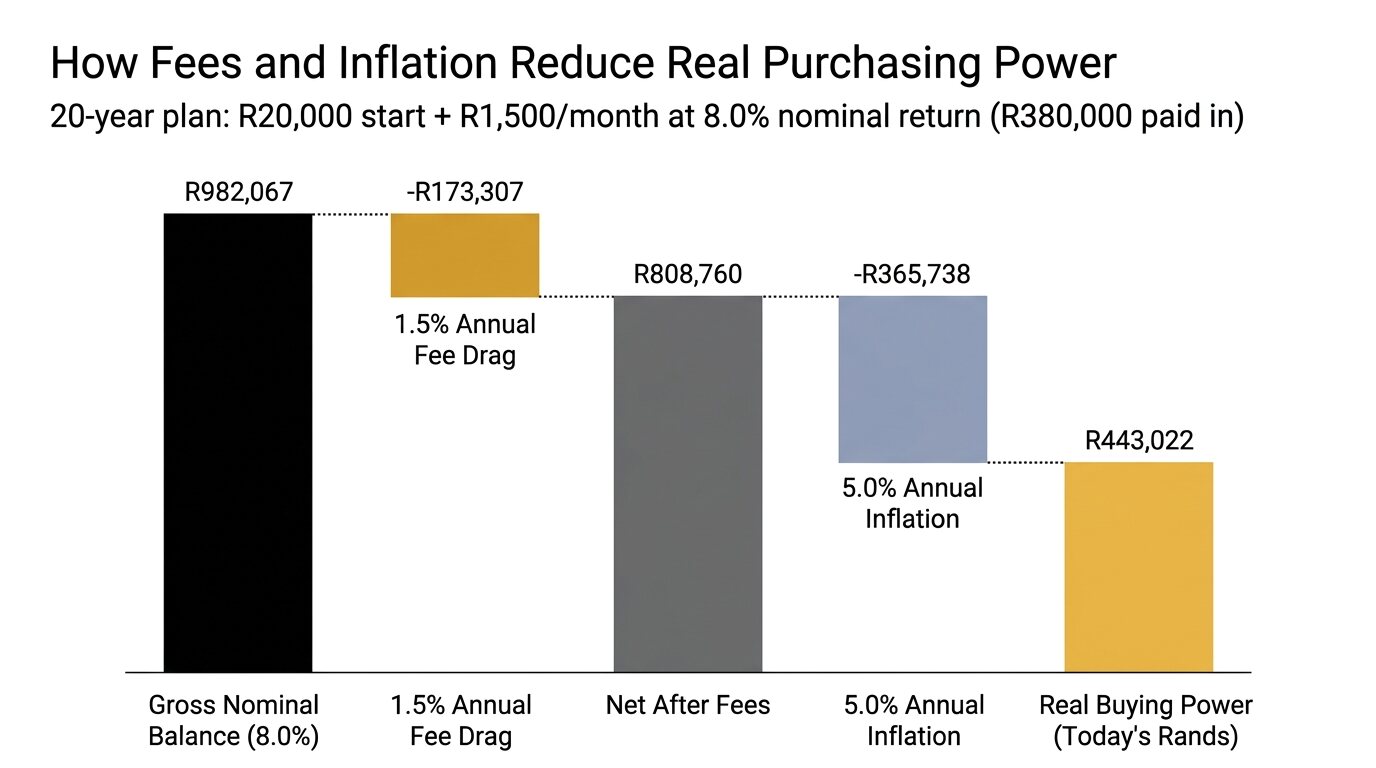 How Fees and Inflation Reduce Real Purchasing Power
20-year plan: R20,000 start + R1,500/month at 8.0% nominal return (R380,000 paid in)
R982,067
-R173,307
1.5% Annual
Fee Drag
R808,760
-R365,738
5.0% Annual
Inflation
R443,022
Gross Nominal
Balance (8.0%)
1.5% Annual
Fee Drag
Net After Fees
5.0% Annual
Inflation
Real Buying Power
(Today's Rands)